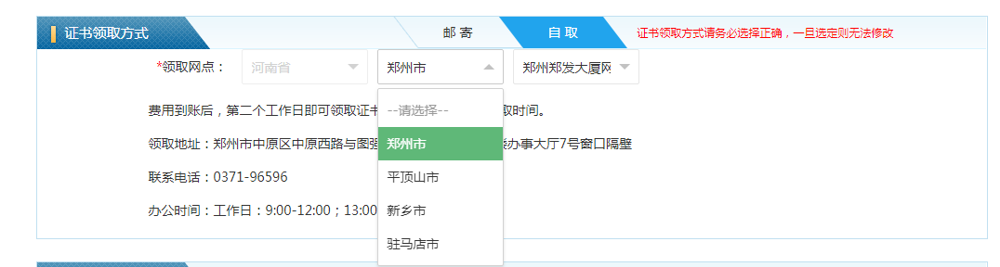 证书领取方式
邮 寄
自 取
证书领取方式请务必选择正确，一旦选定则无法修改
*领取网点：
河南省
郑州市
郑州郑发大厦网
费用到账后，第二个工作日即可领取证
取时间。
领取地址：郑州市中原区中原西路与图强
办事大厅7号窗口隔壁
联系电话：0371-96596
办公时间：工作日：9:00-12:00；13:00
--请选择--
郑州市
平顶山市
新乡市
驻马店市